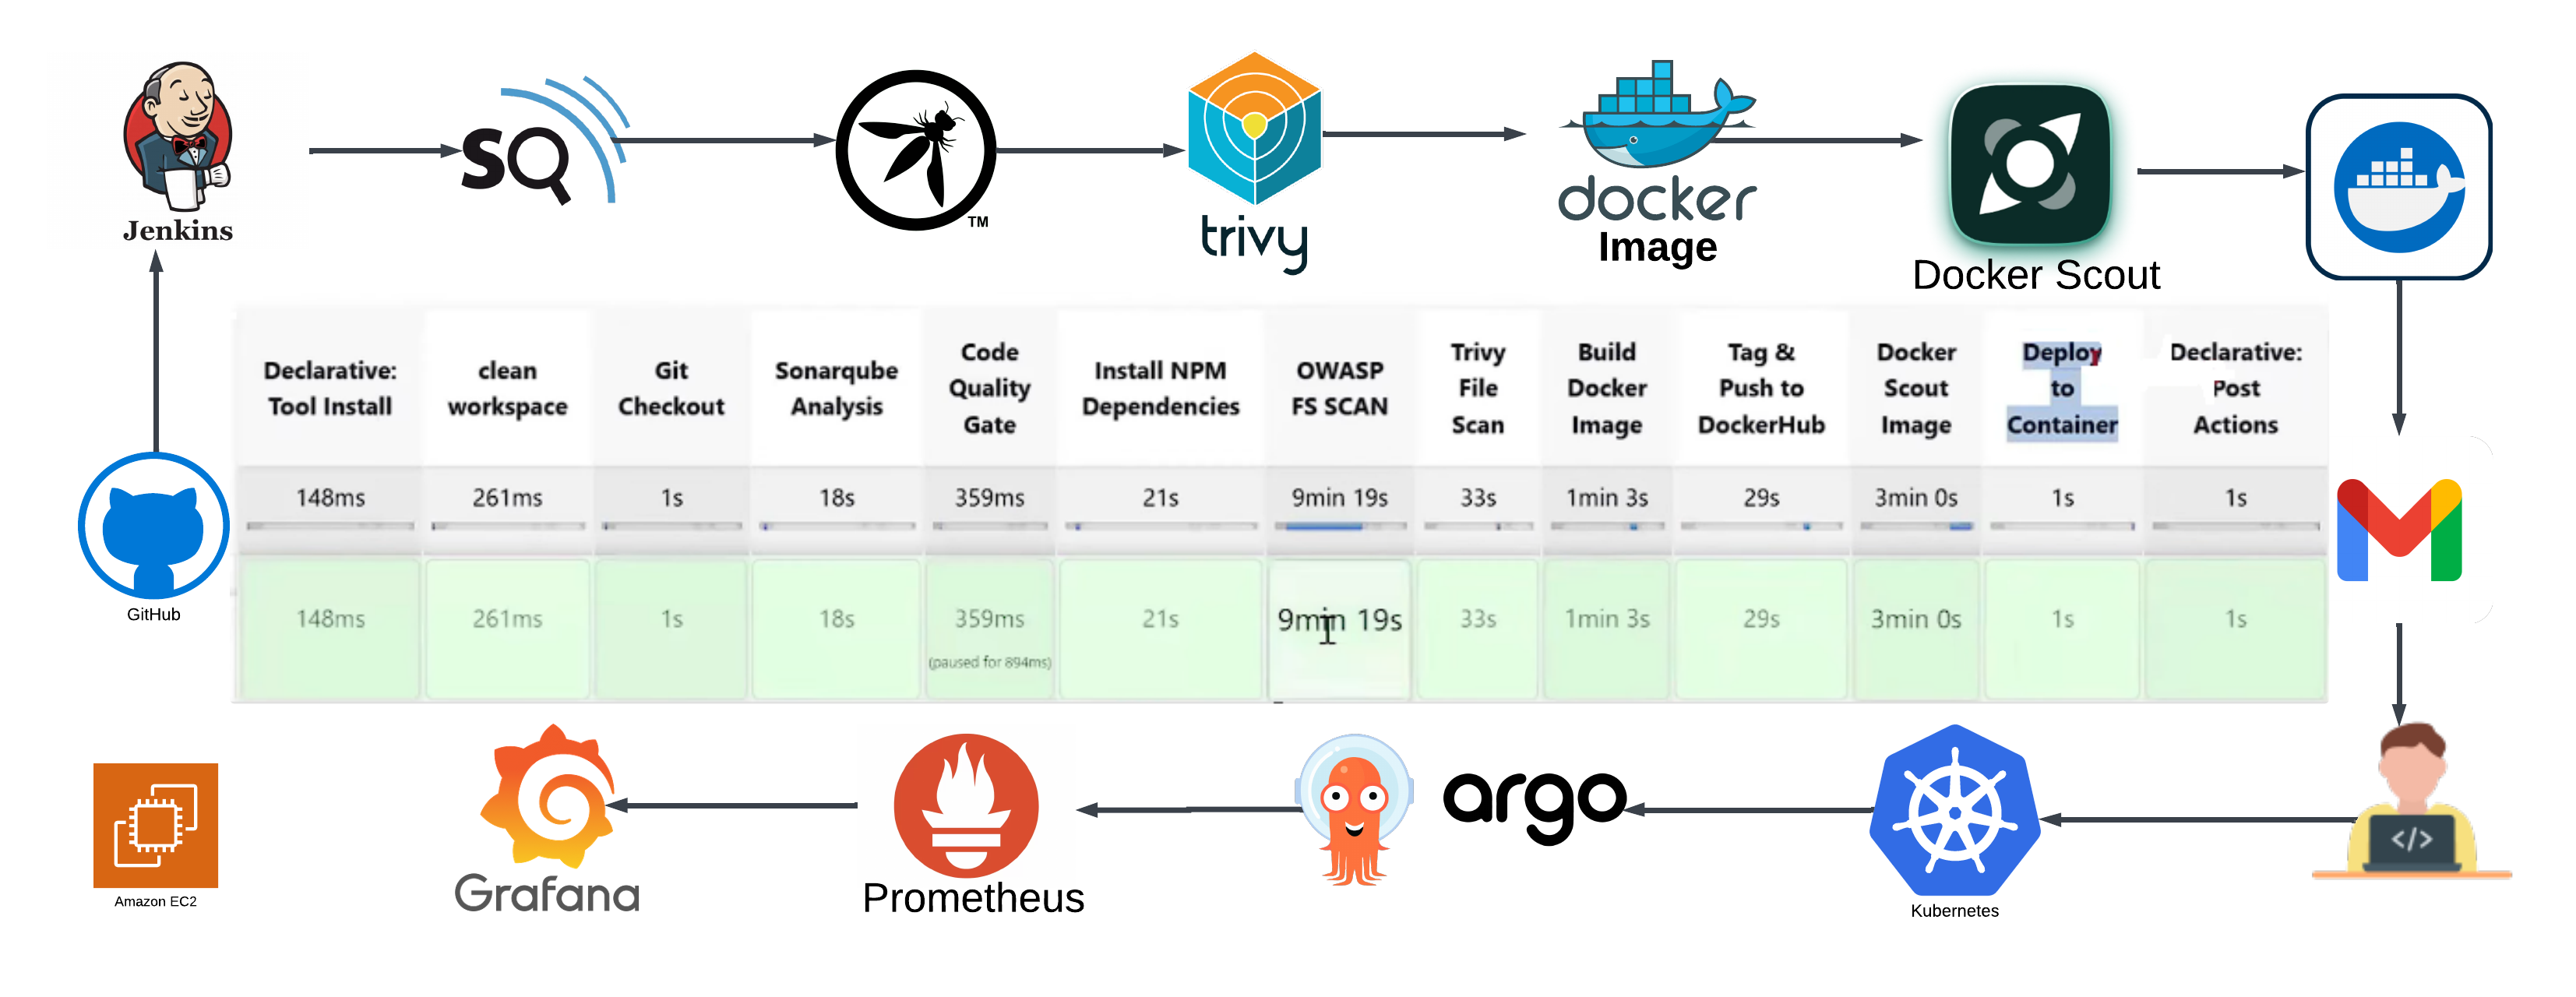 Jenkins
SQ
TM
trivy
docker
Image
Docker Scout
Declarative:
Tool Install
clean
workspace
Git
Checkout
Sonarqube
Analysis
Code
Quality
Gate
Install NPM
Dependencies
OWASP
FS SCAN
Trivy
File
Scan
Build
Docker
Image
Tag &
Push to
DockerHub
Docker
Scout
Image
Deploy
to
Container
Declarative:
Post
Actions
148ms
261ms
1s
18s
359ms
21s
9min 19s
33s
1min 3s
29s
3min 0s
1s
1s
148ms
261ms
1s
18s
359ms
(paused for 894ms)
21s
9min 19s
33s
1min 3s
29s
3min 0s
1s
1s
GitHub
Amazon EC2
Grafana
Prometheus
argo
Kubernetes
</>